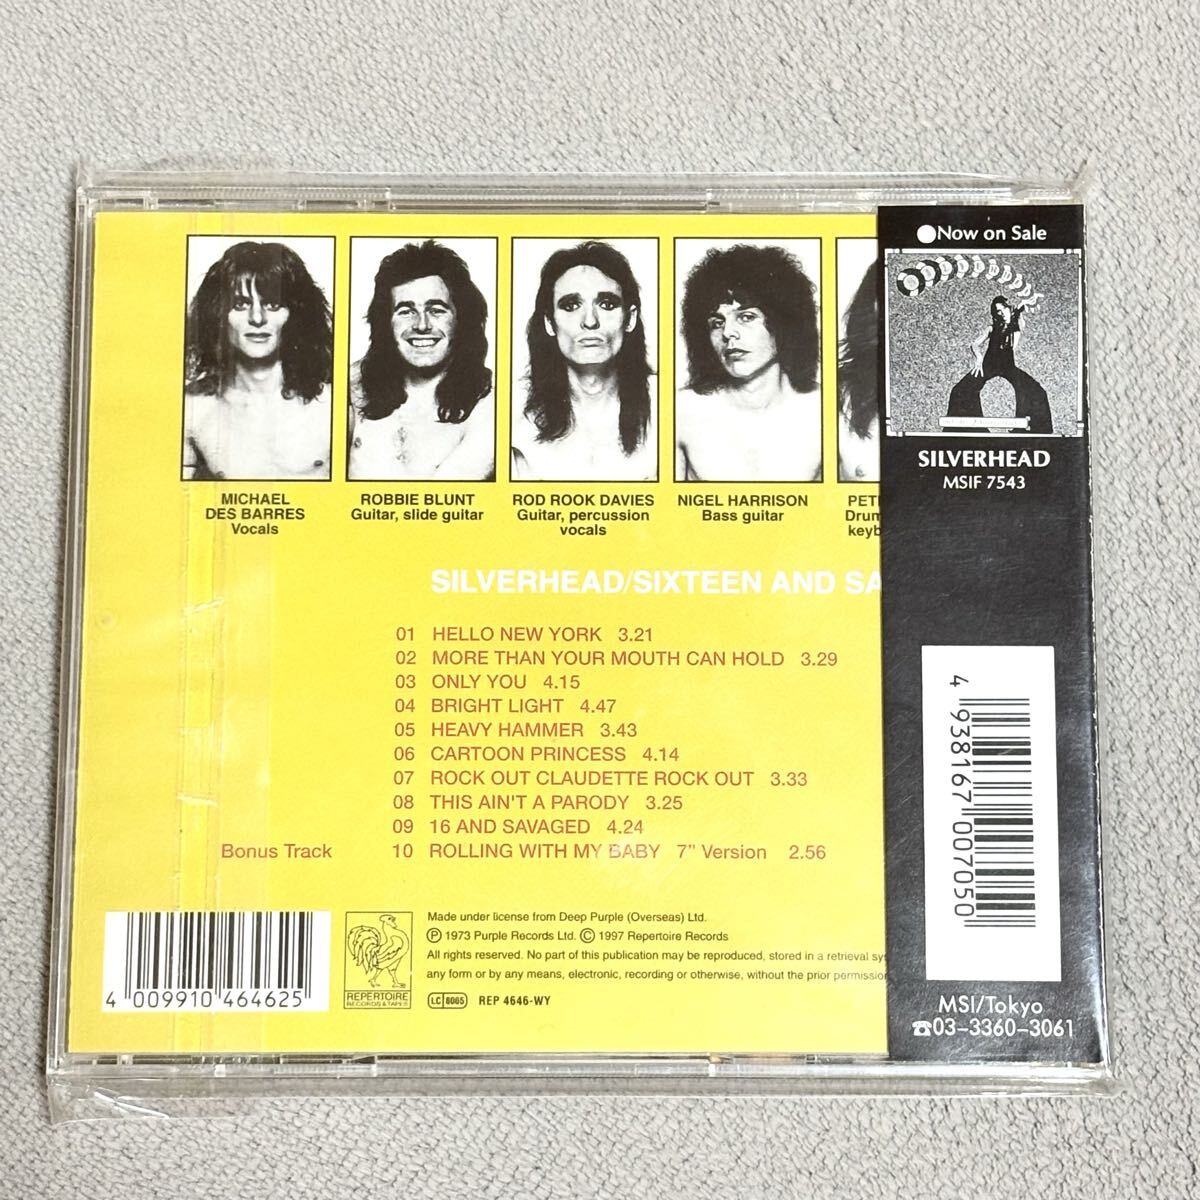 MICHAEL
DES BARRES
Vocals
ROBBIE BLUNT
Guitar, slide guitar
ROD ROOK DAVIES
Guitar, percussion
vocals
NIGEL HARRISON
Bass guitar
PET
Drum
keyb
SILVERHEAD/SIXTEEN AND SA
01 HELLO NEW YORK 3.21
02 MORE THAN YOUR MOUTH CAN HOLD 3.29
03 ONLY YOU 4.15
04 BRIGHT LIGHT 4.47
05 HEAVY HAMMER 3.43
06 CARTOON PRINCESS 4.14
07 ROCK OUT CLAUDETTE ROCK OUT 3.33
08 THIS AIN'T A PARODY 3.25
09 16 AND SAVAGED 4.24
Bonus Track 10 ROLLING WITH MY BABY 7" Version 2.56
4 009910 464625
REPERTOIRE
RECORDS & TAPES
Made under license from Deep Purple (Overseas) Ltd.
Ⓟ 1973 Purple Records Ltd. © 1997 Repertoire Records
All rights reserved. No part of this publication may be reproduced, stored in a retrieval sys
any form or by any means, electronic, recording or otherwise, without the prior permission
LC 8065 REP 4646-WY
●Now on Sale
SILVERHEAD
MSIF 7543
4 938167 007050
MSI/Tokyo
☎03-3360-3061